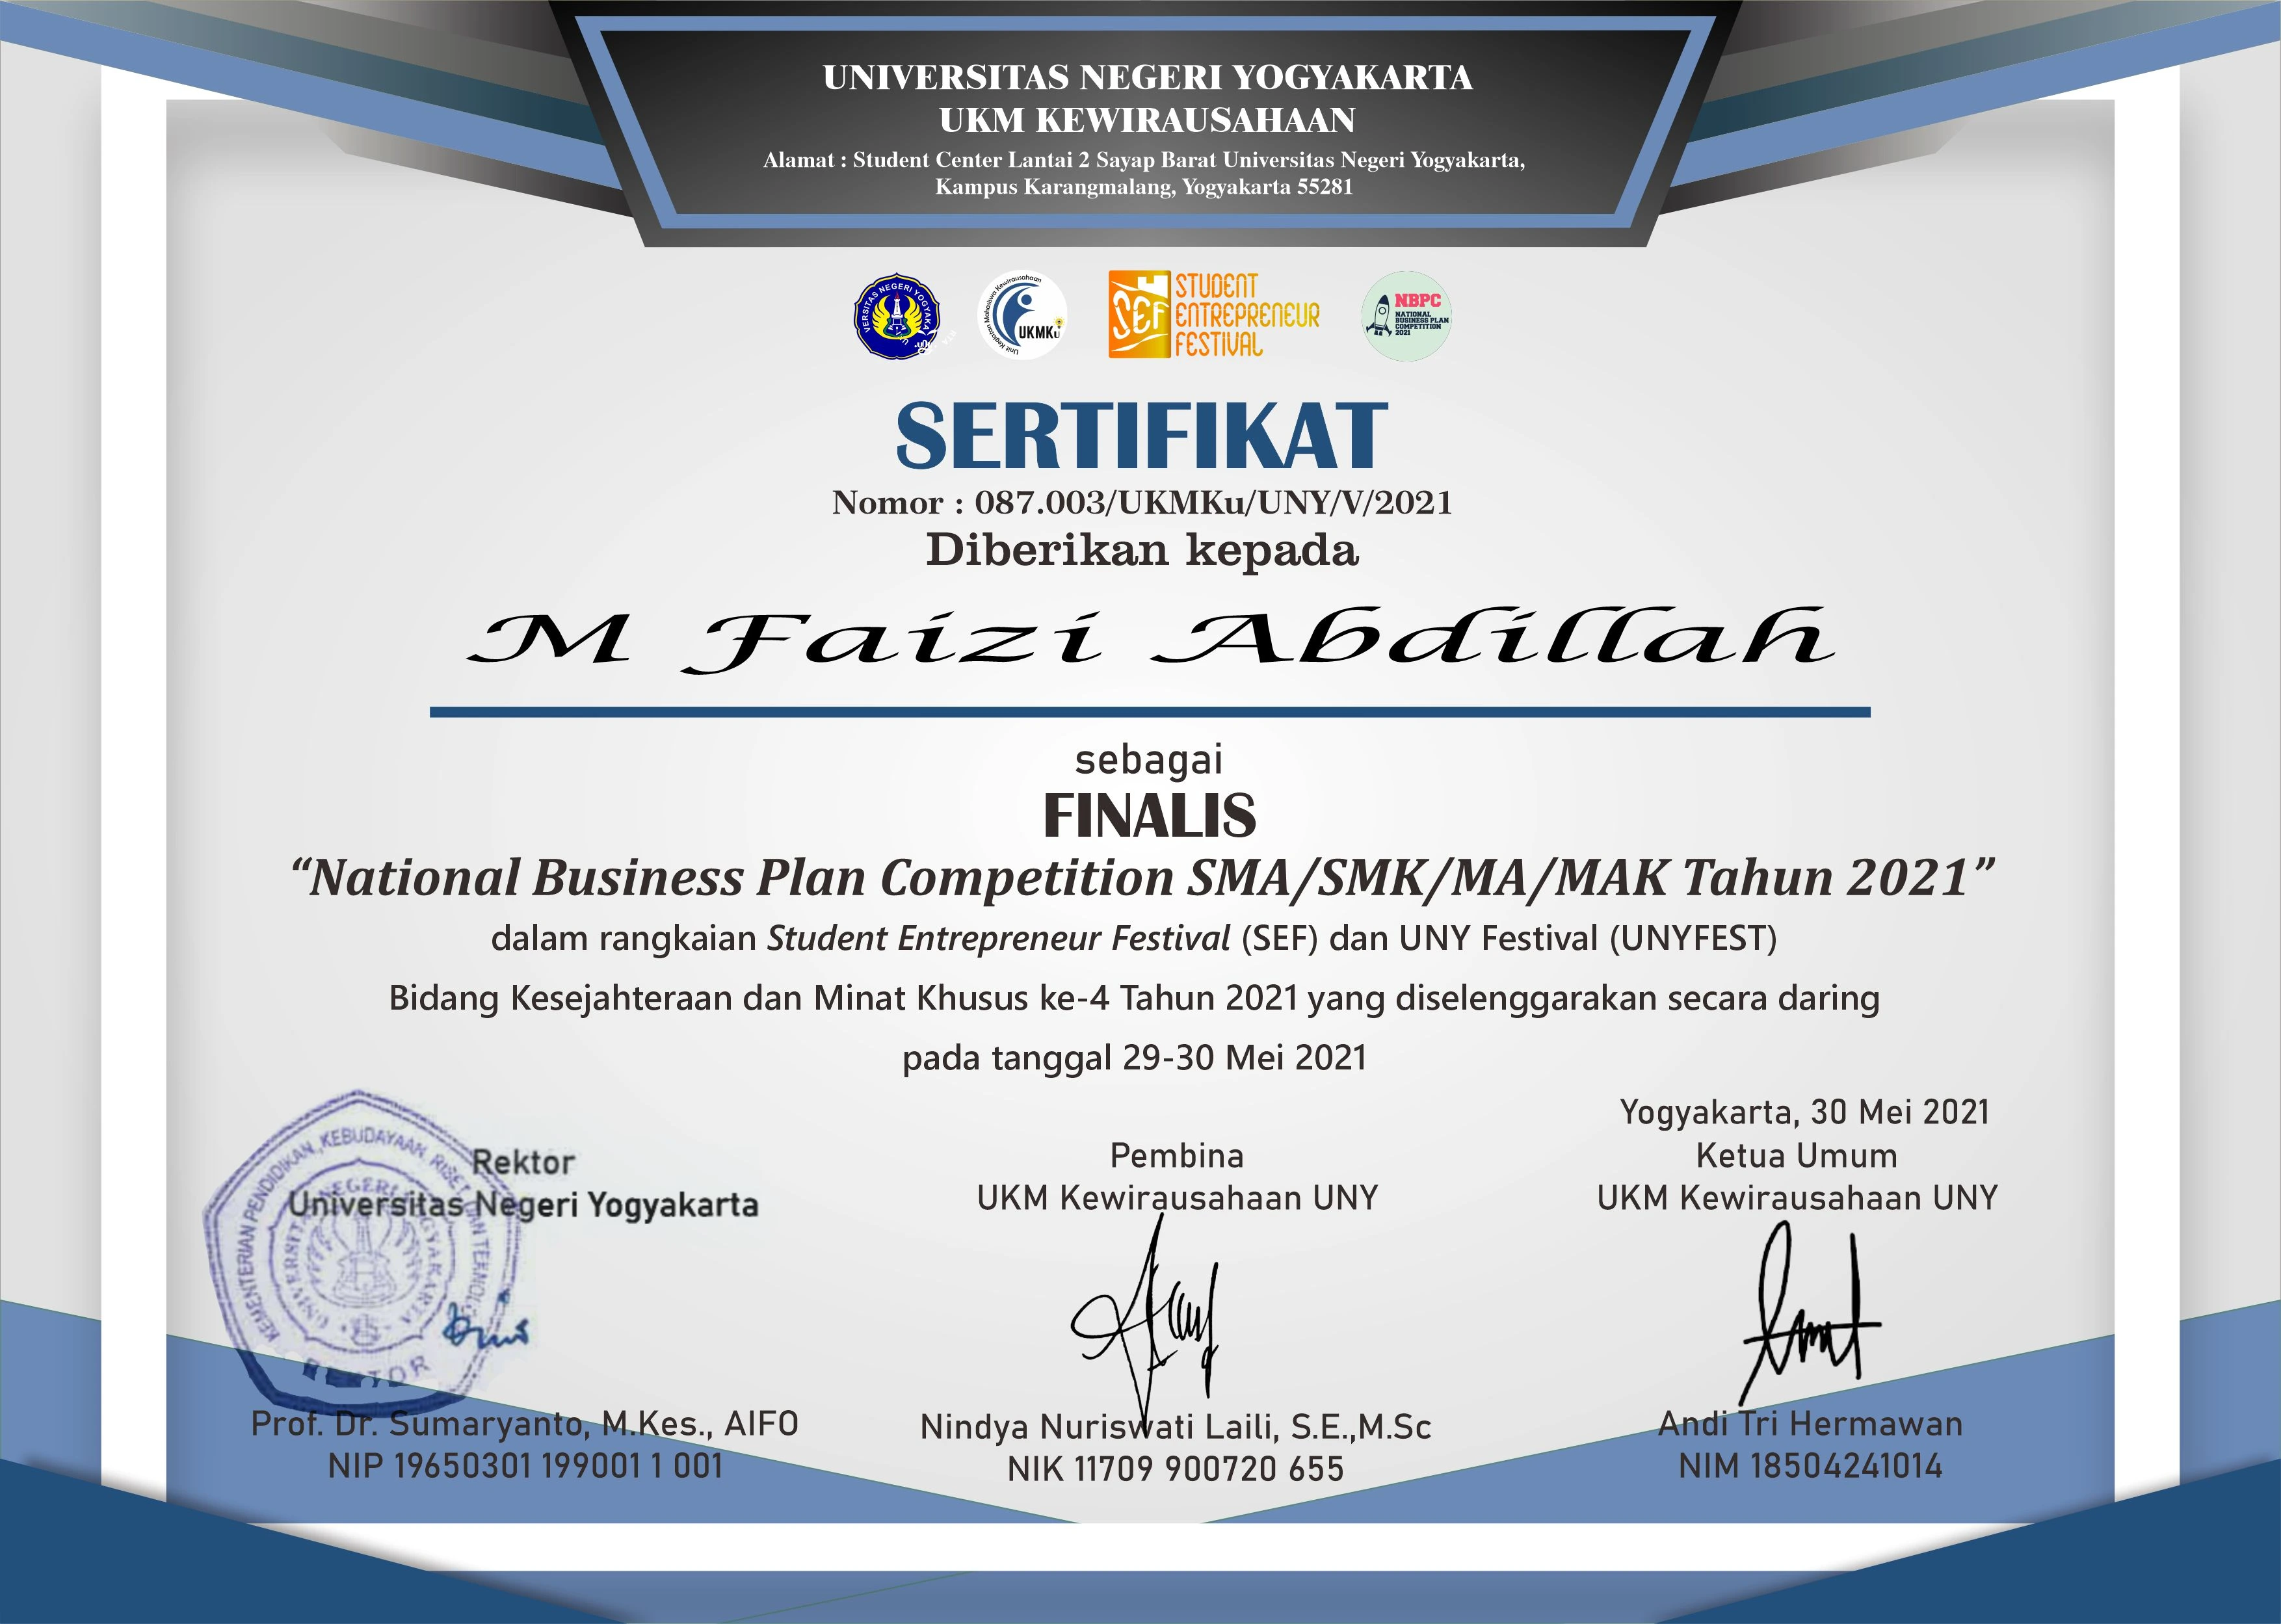 UNIVERSITAS NEGERI YOGYAKARTA
UKM KEWIRAUSAHAAN
Alamat : Student Center Lantai 2 Sayap Barat Universitas Negeri Yogyakarta,
Kampus Karangmalang, Yogyakarta 55281
Unit Kegiatan Mahasiswa Kewirausahaan
UKMKu
SEF
STUDENT
ENTREPRENEUR
FESTIVAL
NBPC
NATIONAL
BUSINESS PLAN
COMPETITION
2021
SERTIFIKAT
Nomor : 087.003/UKMKu/UNY/V/2021
Diberikan kepada
M Faizi Abdillah
sebagai
FINALIS
“National Business Plan Competition SMA/SMK/MA/MAK Tahun 2021”
dalam rangkaian Student Entrepreneur Festival (SEF) dan UNY Festival (UNYFEST)
Bidang Kesejahteraan dan Minat Khusus ke-4 Tahun 2021 yang diselenggarakan secara daring
pada tanggal 29-30 Mei 2021
Rektor
Universitas Negeri Yogyakarta
KEMENTERIAN PENDIDIKAN, KEBUDAYAAN, RISET, DAN TEKNOLOGI
UNIVERSITAS NEGERI YOGYAKARTA
REKTOR
Prof. Dr. Sumaryanto, M.Kes., AIFO
NIP 19650301 199001 1 001
Pembina
UKM Kewirausahaan UNY
Nindya Nuriswati Laili, S.E.,M.Sc
NIK 11709 900720 655
Yogyakarta, 30 Mei 2021
Ketua Umum
UKM Kewirausahaan UNY
Andi Tri Hermawan
NIM 18504241014